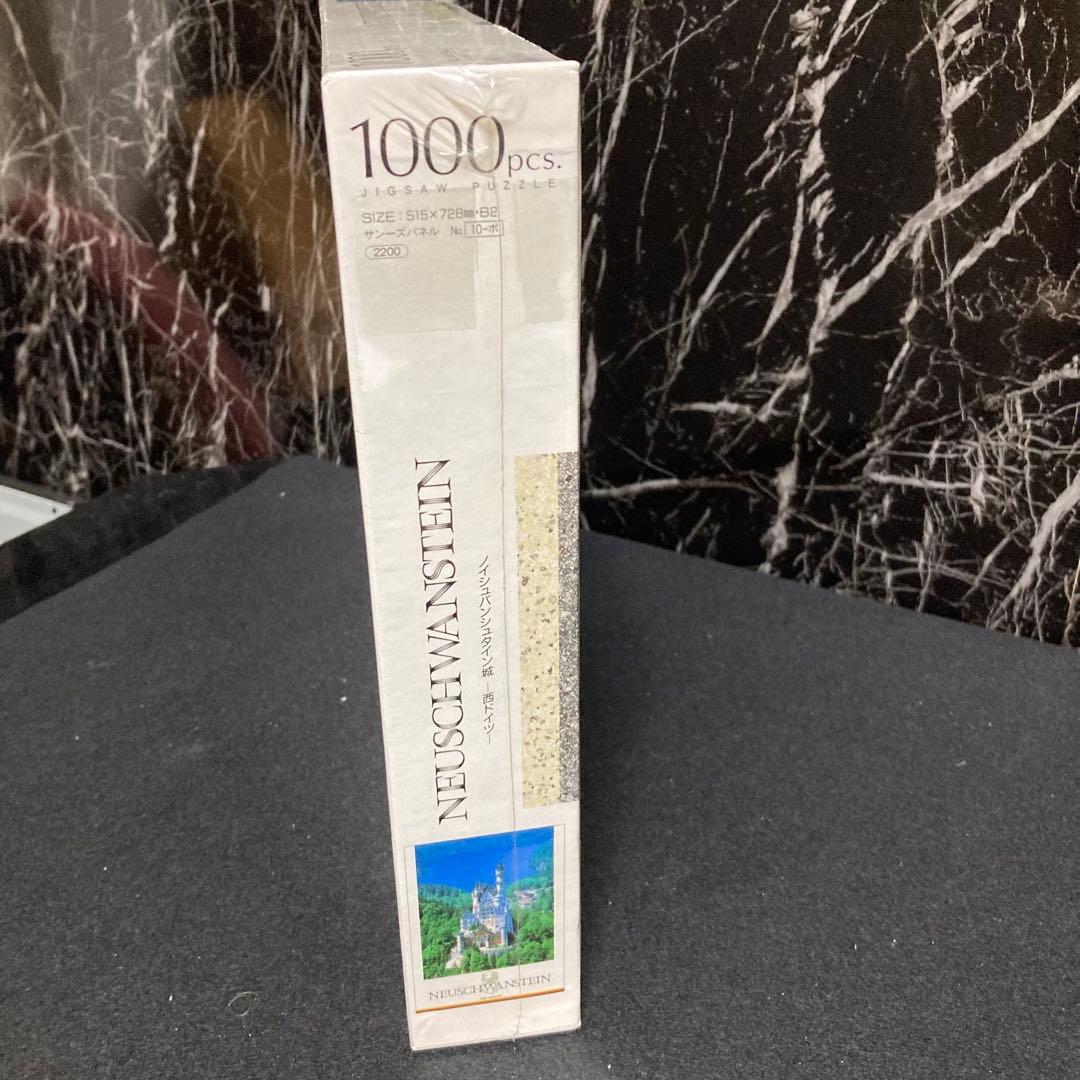 1000pcs.
JIGSAW PUZZLE
SIZE：515×728㎜・B2
サンーズパネル No. 10-ボ
2200
NEUSCHWANSTEIN
ノイシュバンシュタイン城 ―西ドイツ―
NEUSCHWANSTEIN